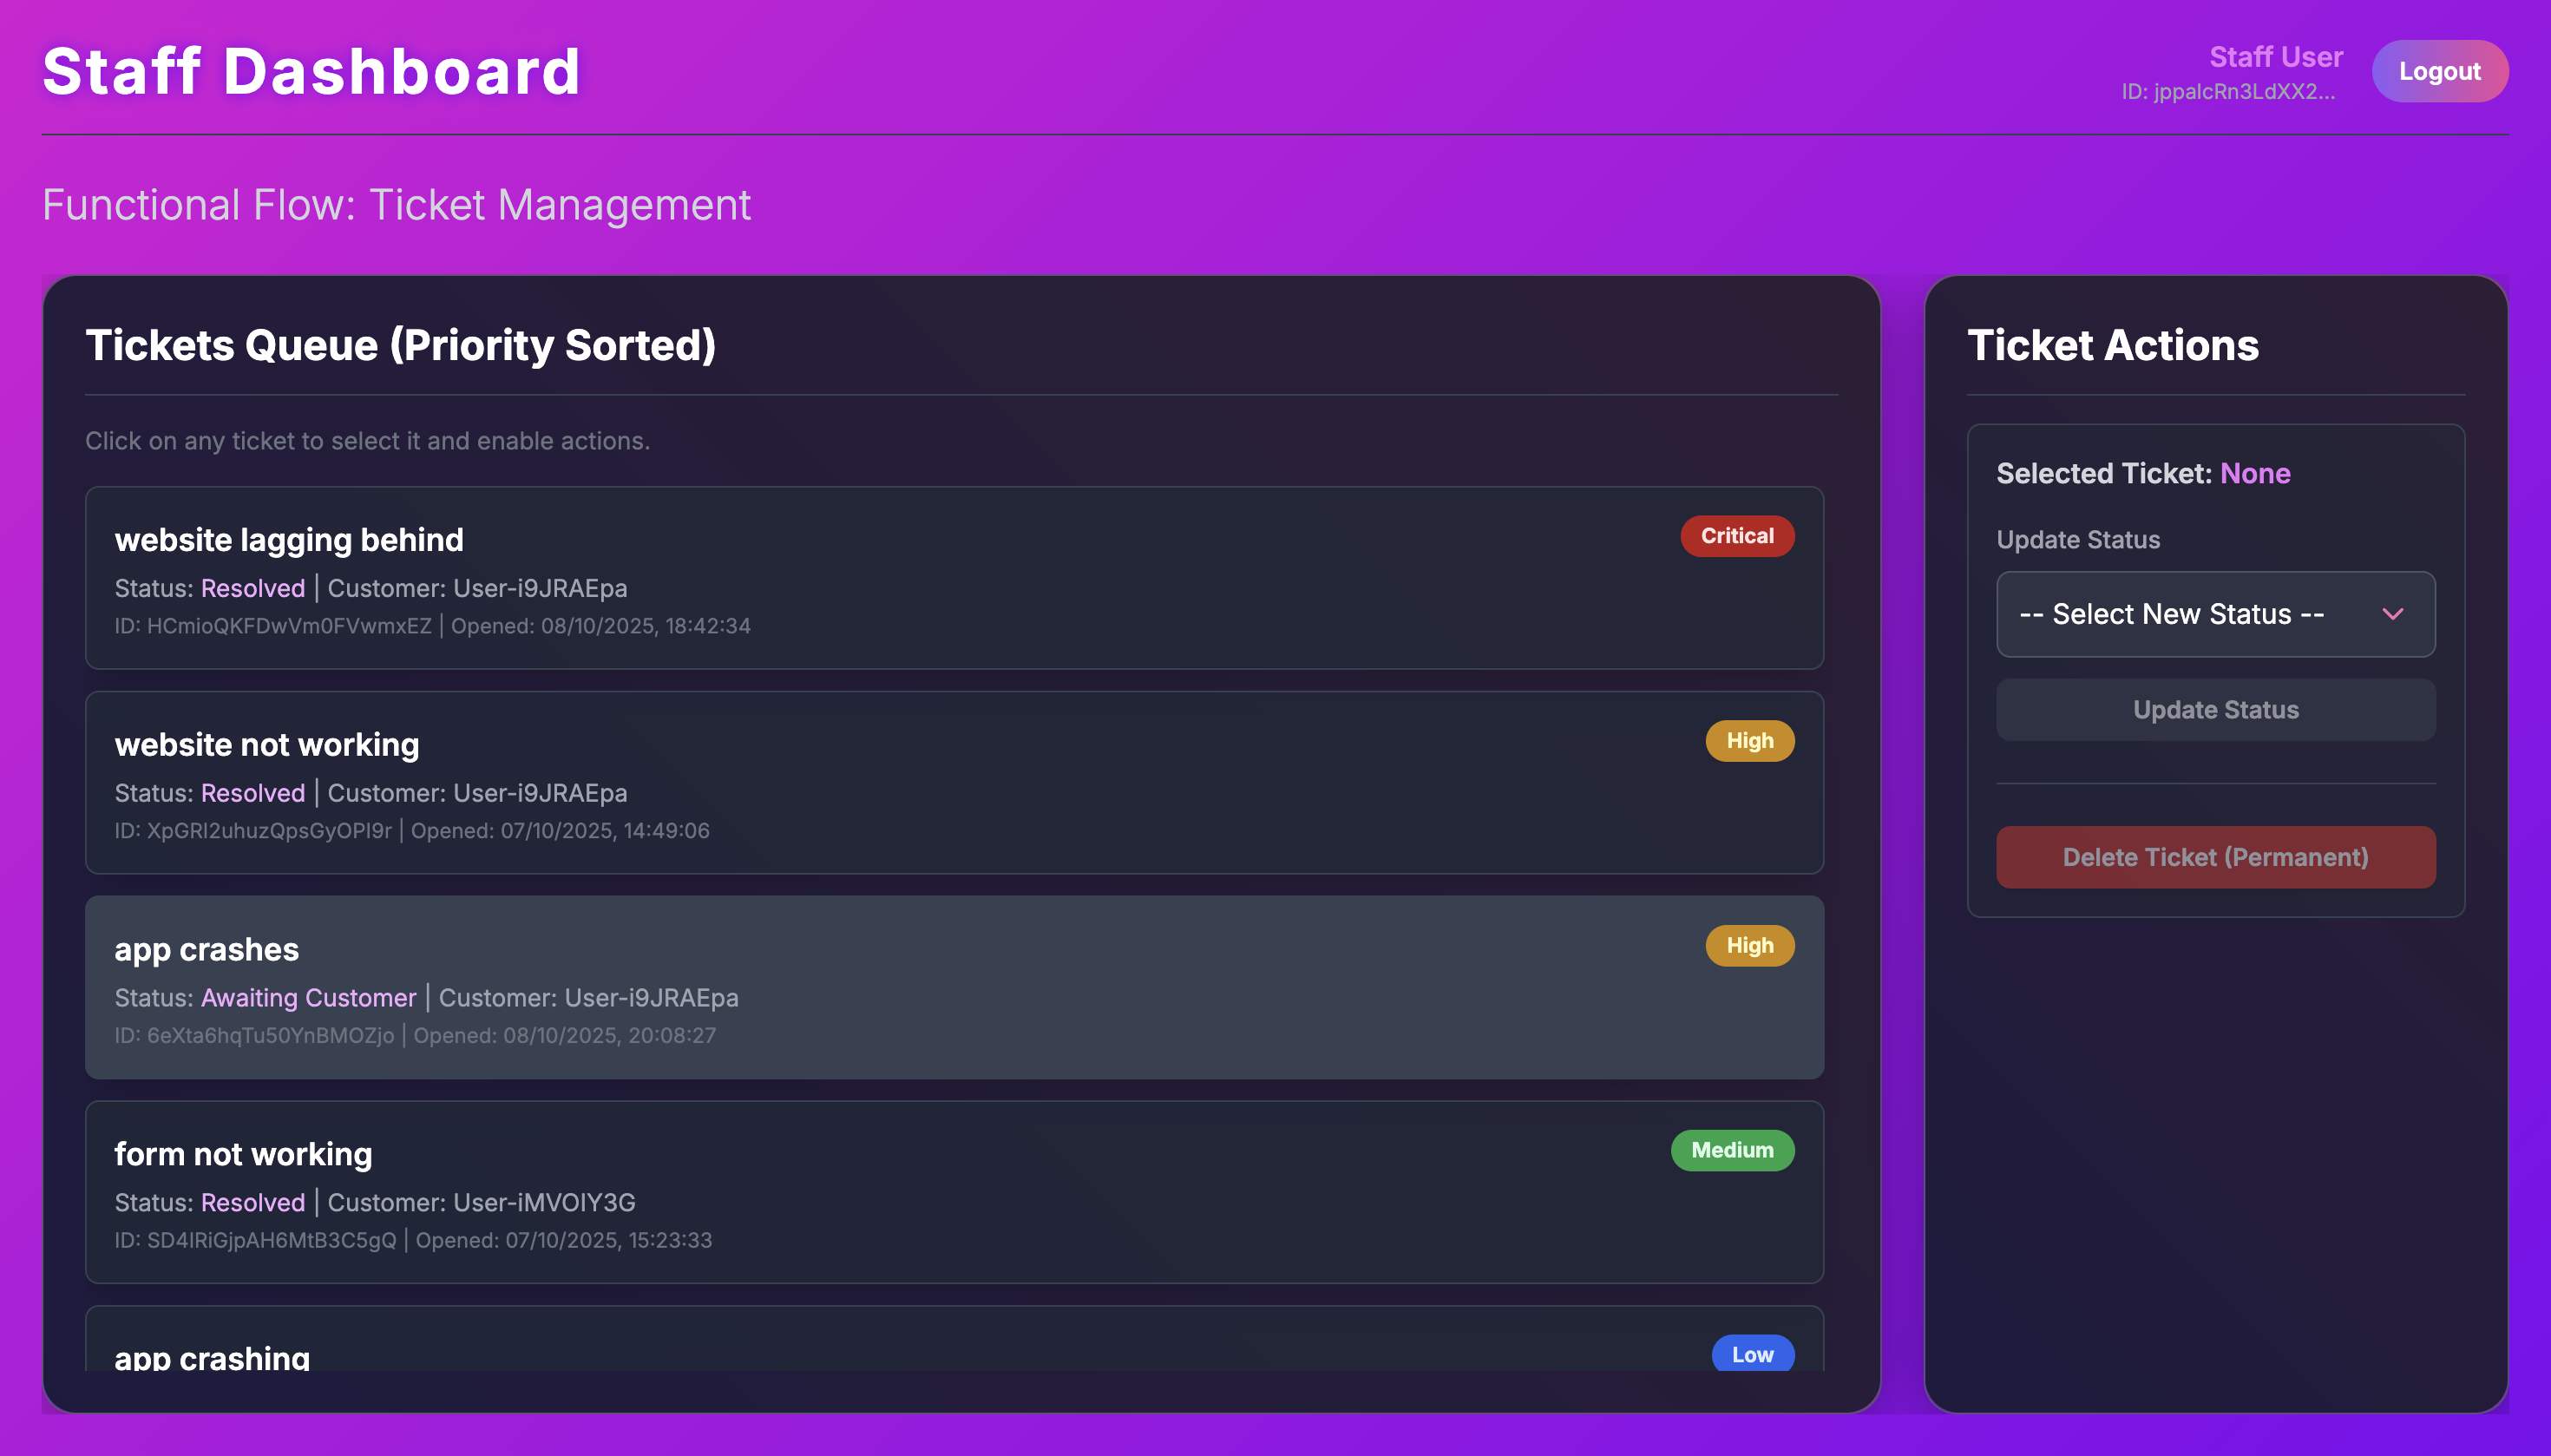 Staff Dashboard
Staff User
ID: jppalcRn3LdXX2...
Logout
Functional Flow: Ticket Management
Tickets Queue (Priority Sorted)
Click on any ticket to select it and enable actions.
website lagging behind
Critical
Status: Resolved | Customer: User-i9JRAEpa
ID: HCmioQKFDwVm0FVwmxEZ | Opened: 08/10/2025, 18:42:34
website not working
High
Status: Resolved | Customer: User-i9JRAEpa
ID: XpGRI2uhuzQpsGyOPI9r | Opened: 07/10/2025, 14:49:06
app crashes
High
Status: Awaiting Customer | Customer: User-i9JRAEpa
ID: 6eXta6hqTu50YnBMOZjo | Opened: 08/10/2025, 20:08:27
form not working
Medium
Status: Resolved | Customer: User-iMVOIY3G
ID: SD4IRiGjpAH6MtB3C5gQ | Opened: 07/10/2025, 15:23:33
app crashing
Low
Ticket Actions
Selected Ticket: None
Update Status
-- Select New Status --
Update Status
Delete Ticket (Permanent)